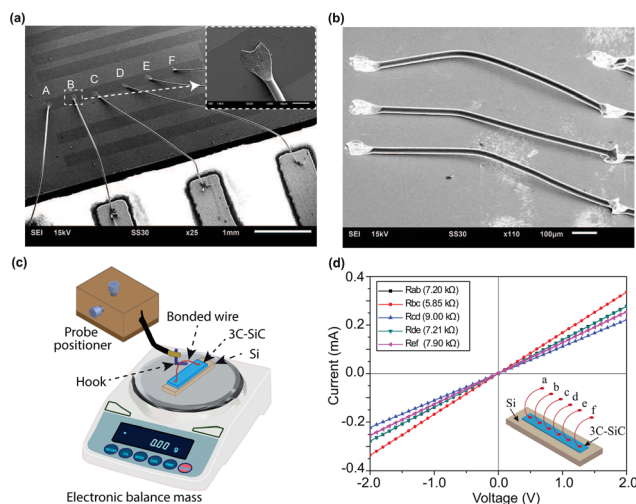 (a)
A
B
C
D
E
F
SEI 15kV SS30 x25 1mm
(b)
SEI 15kV SS30 x110 100μm
(c)
Probe
positioner
Bonded wire
3C-SiC
Si
Hook
0.00 g
Electronic balance mass
(d)
Current (mA)
0.4
0.2
0.0
-0.2
-0.4
Rab (7.20 kΩ)
Rbc (5.85 kΩ)
Rcd (9.00 kΩ)
Rde (7.21 kΩ)
Ref (7.90 kΩ)
a
b
c
d
e
f
Si
3C-SiC
-2.0 -1.0 0.0 1.0 2.0
Voltage (V)